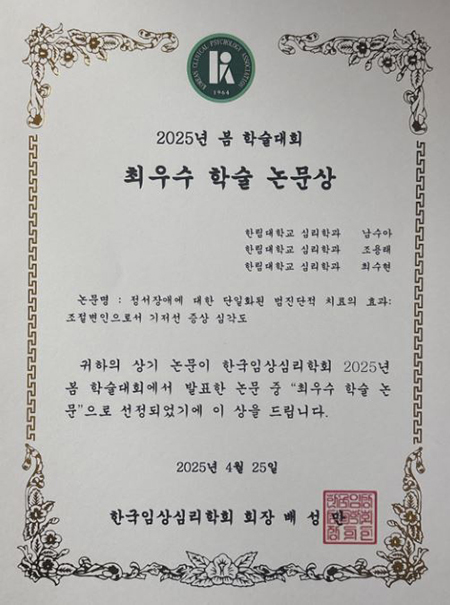 KOREAN CLINICAL PSYCHOLOGY ASSOCIATION
1964
2025년 봄 학술대회
최우수 학술 논문상
한림대학교 심리학과 남수아
한림대학교 심리학과 조용래
한림대학교 심리학과 최수현
논문명 : 정서장애에 대한 단일화된 범진단적 치료의 효과:
조절변인으로서 기저선 증상 심각도
귀하의 상기 논문이 한국임상심리학회 2025년
봄 학술대회에서 발표한 논문 중 “최우수 학술 논
문”으로 선정되었기에 이 상을 드립니다.
2025년 4월 25일
한국임상심리학회 회장 배 성 만